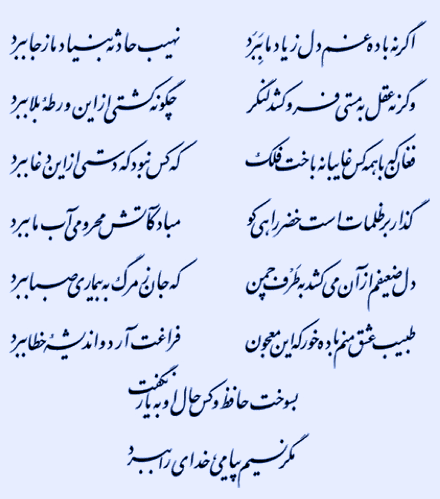 اگر نه باده غم دل ز یاد ما ببرد نهیب حادثه بنیاد ما ز جا ببرد
وگر نه عقل به مستی فروکشد لنگر چگونه کشتی از این ورطهٔ بلا ببرد
فغان که با همه کس غایبانه باخت فلک که کس نبود که دستی از این دغا ببرد
گذار بر ظلمات است خضر راهی کو مباد کآتش محرومی آب ما ببرد
دل ضعیفم از آن می‌کشد به طرف چمن که جان ز مرگ به بیماری صبا ببرد
طبیب عشق منم باده خور که این معجون فراغت آرد و اندیشهٔ خطا ببرد
بسوخت حافظ و کس حال او به یار نگفت
مگر نسیم پیامی خدای را ببرد